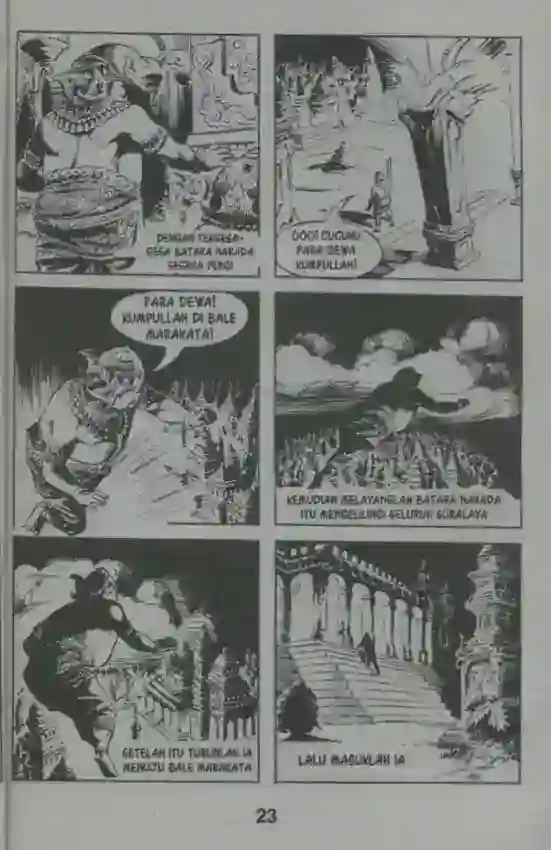 DENGAN TERGESA-
GESA BATARA NARADA
SEGERA PERGI
OOO! CUCUKU
PARA DEWA
KUMPULLAH!
PARA DEWA!
KUMPULLAH DI BALE
MARAKATA!
KEMUDIAN MELAYANGLAH BATARA NARADA
ITU MENGELILINGI SELURUH SURALAYA
SETELAH ITU TURUNLAH IA
MENUJU BALE MARAKATA
LALU MASUKLAH IA
23